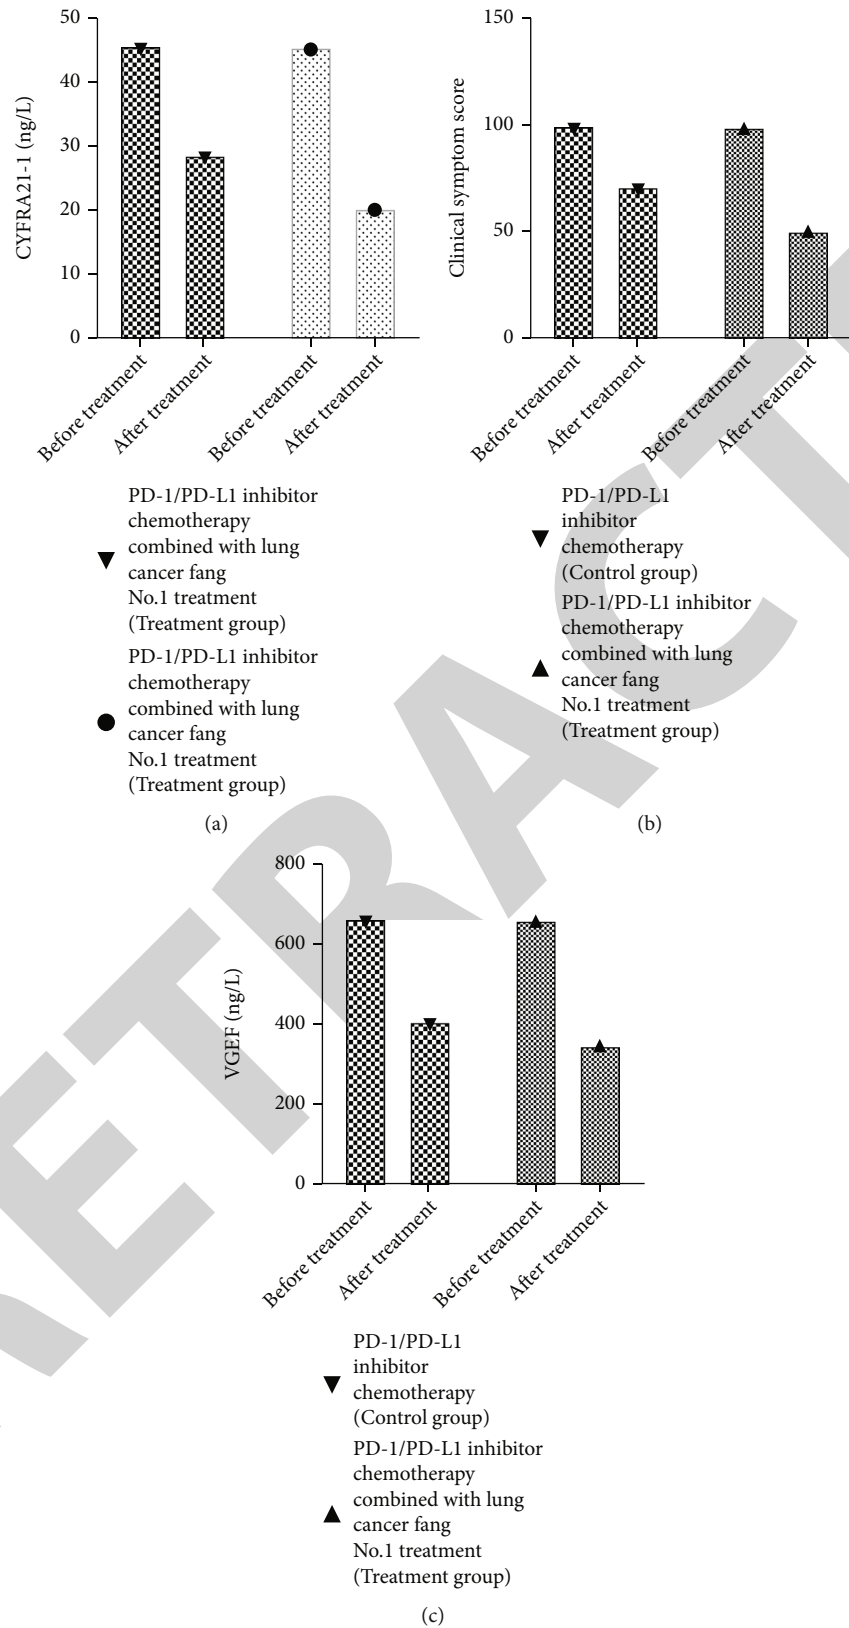 50
40
30
20
10
0
CYFRA21-1 (ng/L)
Before treatment
After treatment
Before treatment
After treatment
PD-1/PD-L1 inhibitor
chemotherapy
combined with lung
cancer fang
No.1 treatment
(Treatment group)
PD-1/PD-L1 inhibitor
chemotherapy
combined with lung
cancer fang
No.1 treatment
(Treatment group)
(a)
150
100
50
0
Clinical symptom score
Before treatment
After treatment
Before treatment
After treatment
PD-1/PD-L1
inhibitor
chemotherapy
(Control group)
PD-1/PD-L1 inhibitor
chemotherapy
combined with lung
cancer fang
No.1 treatment
(Treatment group)
(b)
800
600
400
200
0
VGEF (ng/L)
Before treatment
After treatment
Before treatment
After treatment
PD-1/PD-L1
inhibitor
chemotherapy
(Control group)
PD-1/PD-L1 inhibitor
chemotherapy
combined with lung
cancer fang
No.1 treatment
(Treatment group)
(c)
RETRACT